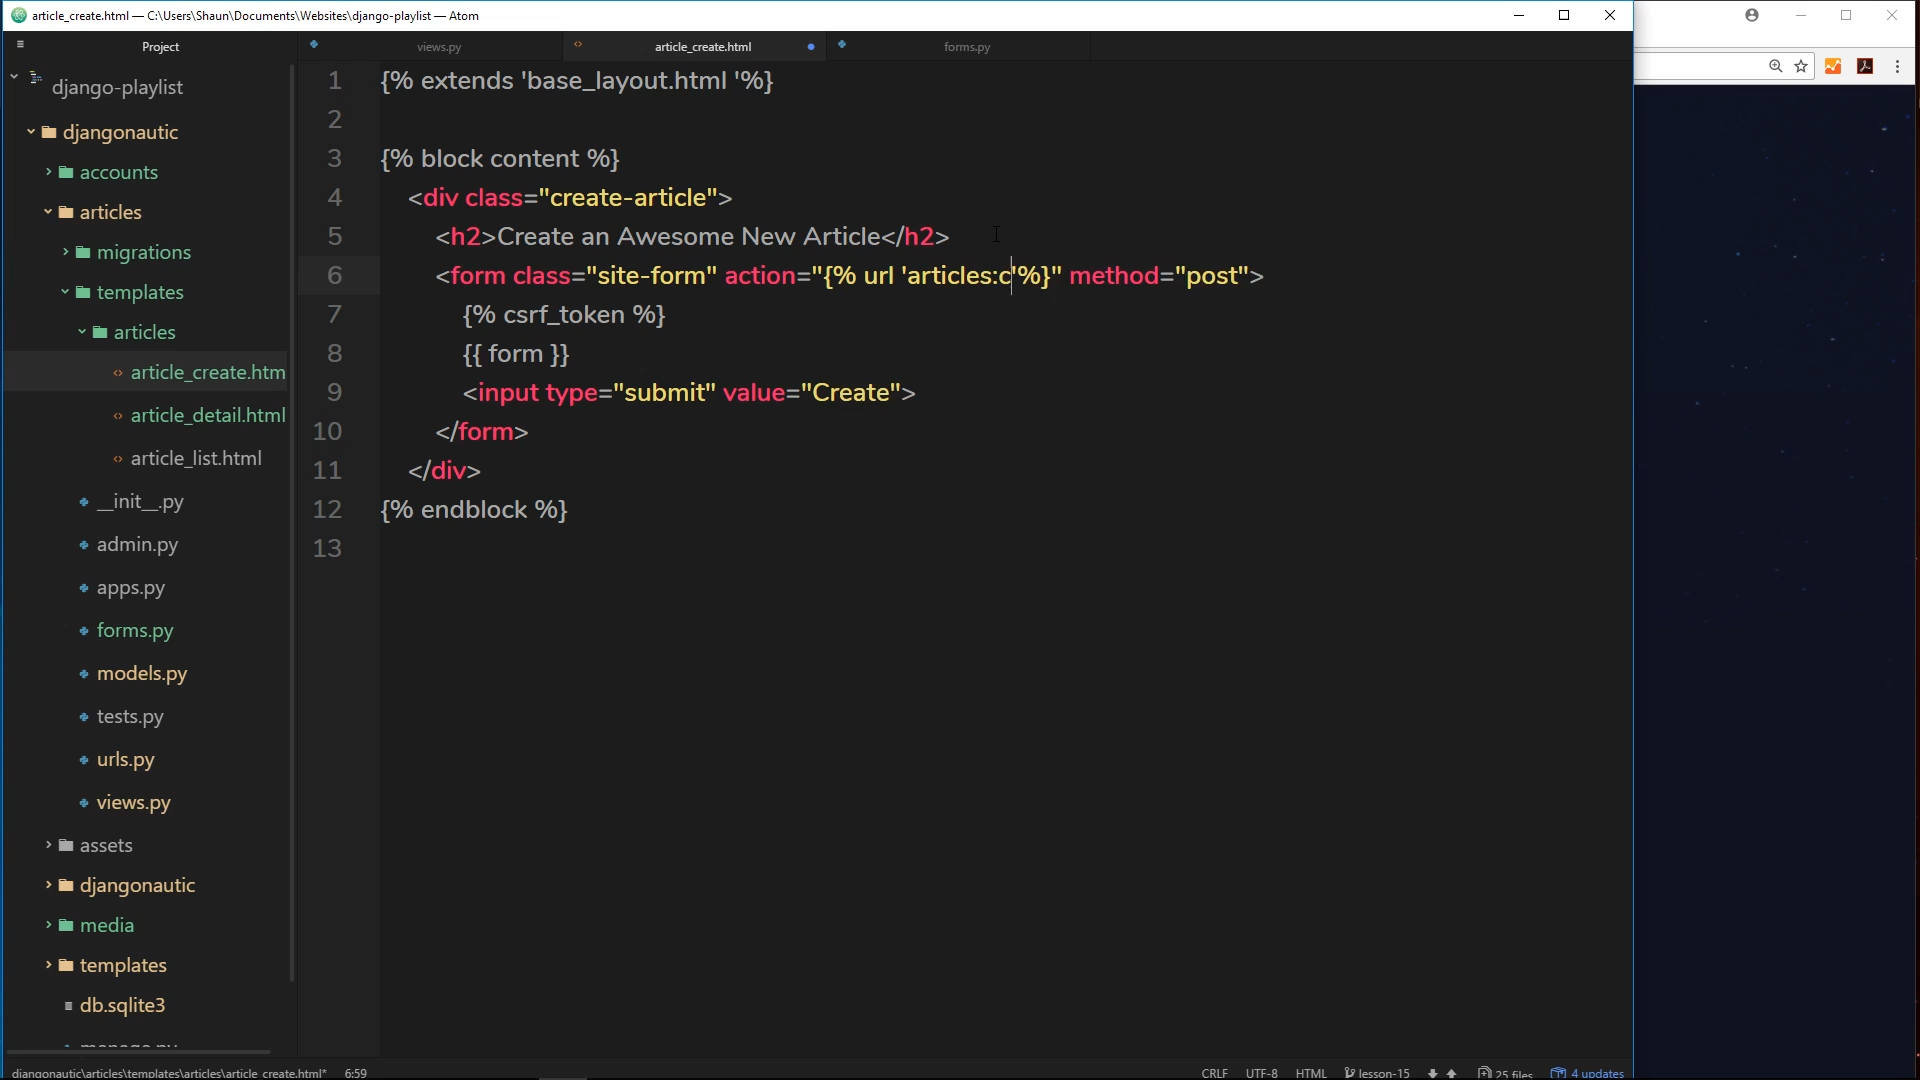 article_create.html — C:\Users\Shaun\Documents\Websites\django-playlist — Atom
Project
views.py
article_create.html
forms.py
django-playlist
djangonautic
accounts
articles
migrations
templates
articles
article_create.htm
article_detail.html
article_list.html
__init__.py
admin.py
apps.py
forms.py
models.py
tests.py
urls.py
views.py
assets
djangonautic
media
templates
db.sqlite3
1 {% extends 'base_layout.html '%}
2
3 {% block content %}
4 <div class="create-article">
5 <h2>Create an Awesome New Article</h2>
6 <form class="site-form" action="{% url 'articles:c'%}" method="post">
7 {% csrf_token %}
8 {{ form }}
9 <input type="submit" value="Create">
10 </form>
11 </div>
12 {% endblock %}
13
djangonautic\articles\templates\articles\article_create.html* 6:59
CRLF UTF-8 HTML lesson-15 25 files 4 updates